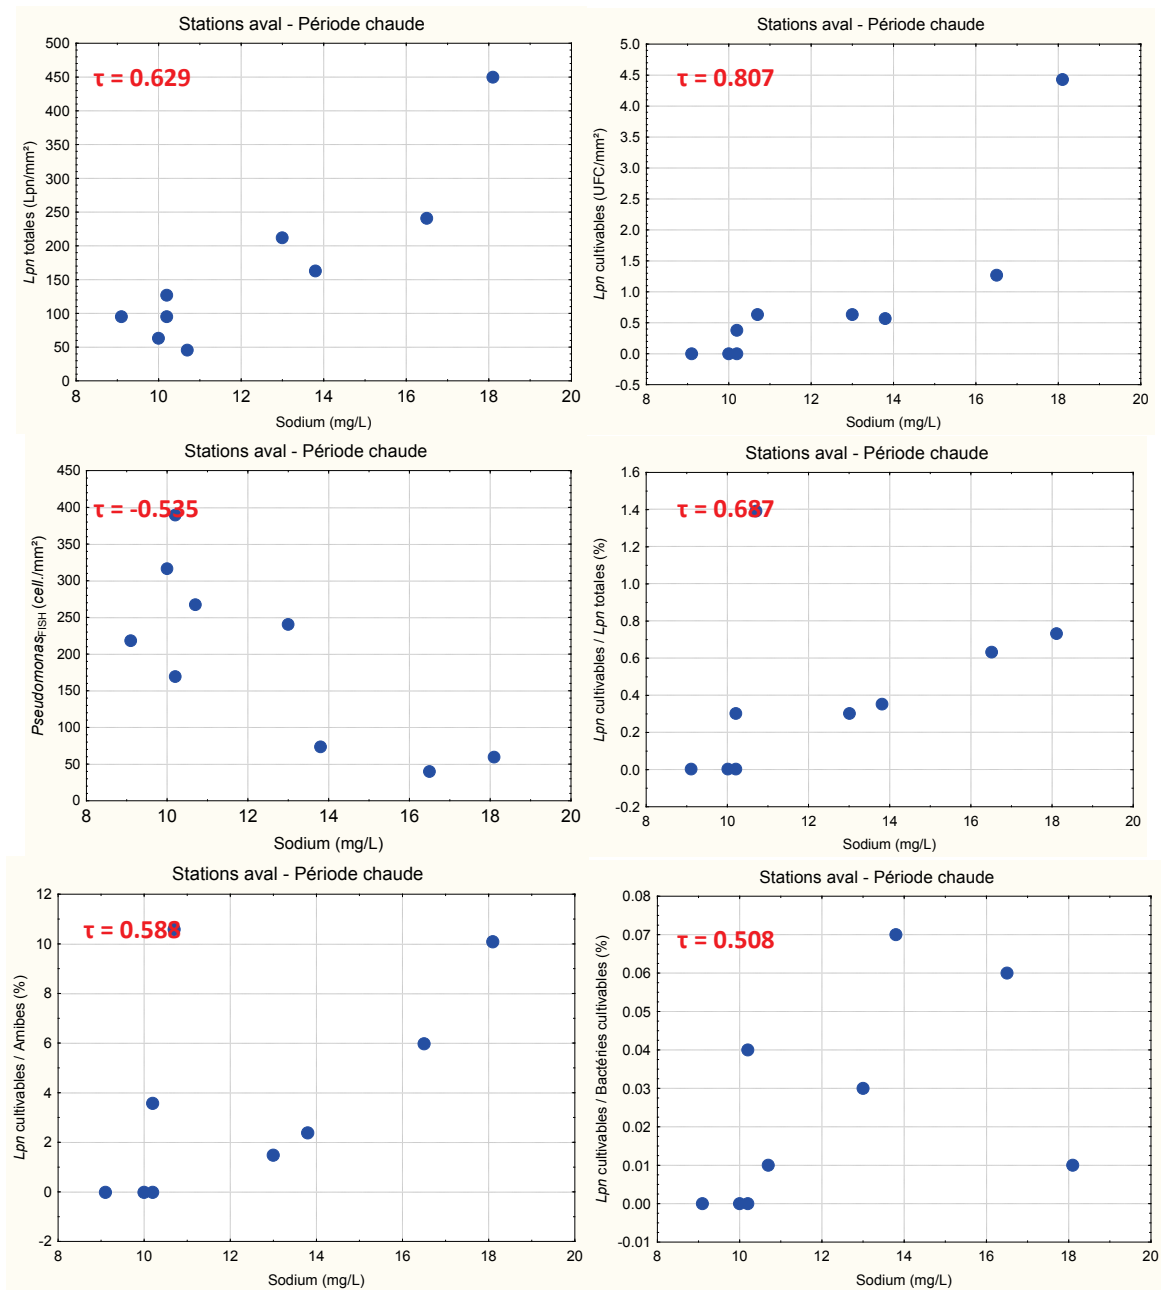 Stations aval - Période chaude
τ = 0.629
Lpn totales (Lpn/mm²)
500
450
400
350
300
250
200
150
100
50
0
8 10 12 14 16 18 20
Sodium (mg/L)
Stations aval - Période chaude
τ = 0.807
Lpn cultivables (UFC/mm²)
5.0
4.5
4.0
3.5
3.0
2.5
2.0
1.5
1.0
0.5
0.0
-0.5
8 10 12 14 16 18 20
Sodium (mg/L)
Stations aval - Période chaude
τ = -0.535
PseudomonasFISH (cell./mm²)
450
400
350
300
250
200
150
100
50
0
8 10 12 14 16 18 20
Sodium (mg/L)
Stations aval - Période chaude
τ = 0.687
Lpn cultivables / Lpn totales (%)
1.6
1.4
1.2
1.0
0.8
0.6
0.4
0.2
0.0
-0.2
8 10 12 14 16 18 20
Sodium (mg/L)
Stations aval - Période chaude
τ = 0.588
Lpn cultivables / Amibes (%)
12
10
8
6
4
2
0
-2
8 10 12 14 16 18 20
Sodium (mg/L)
Stations aval - Période chaude
τ = 0.508
Lpn cultivables / Bactéries cultivables (%)
0.08
0.07
0.06
0.05
0.04
0.03
0.02
0.01
0.00
-0.01
8 10 12 14 16 18 20
Sodium (mg/L)